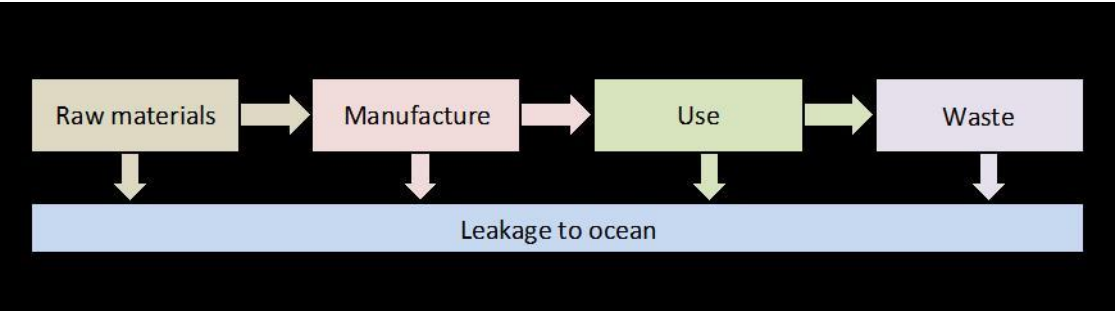 Raw materials
Manufacture
Use
Waste
Leakage to ocean